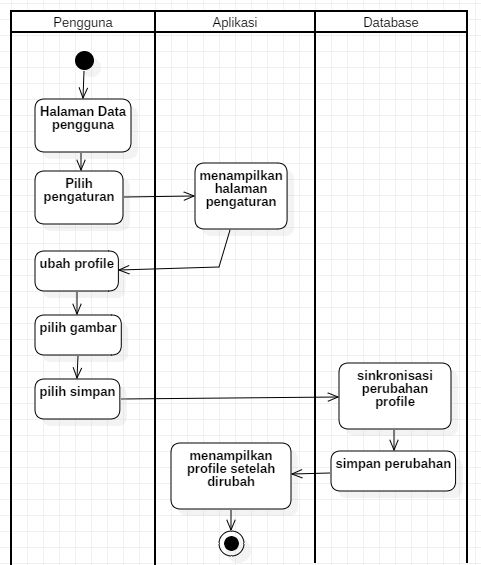 Pengguna
Aplikasi
Database
Halaman Data
pengguna
Pilih
pengaturan
menampilkan
halaman
pengaturan
ubah profile
pilih gambar
pilih simpan
sinkronisasi
perubahan
profile
simpan perubahan
menampilkan
profile setelah
dirubah